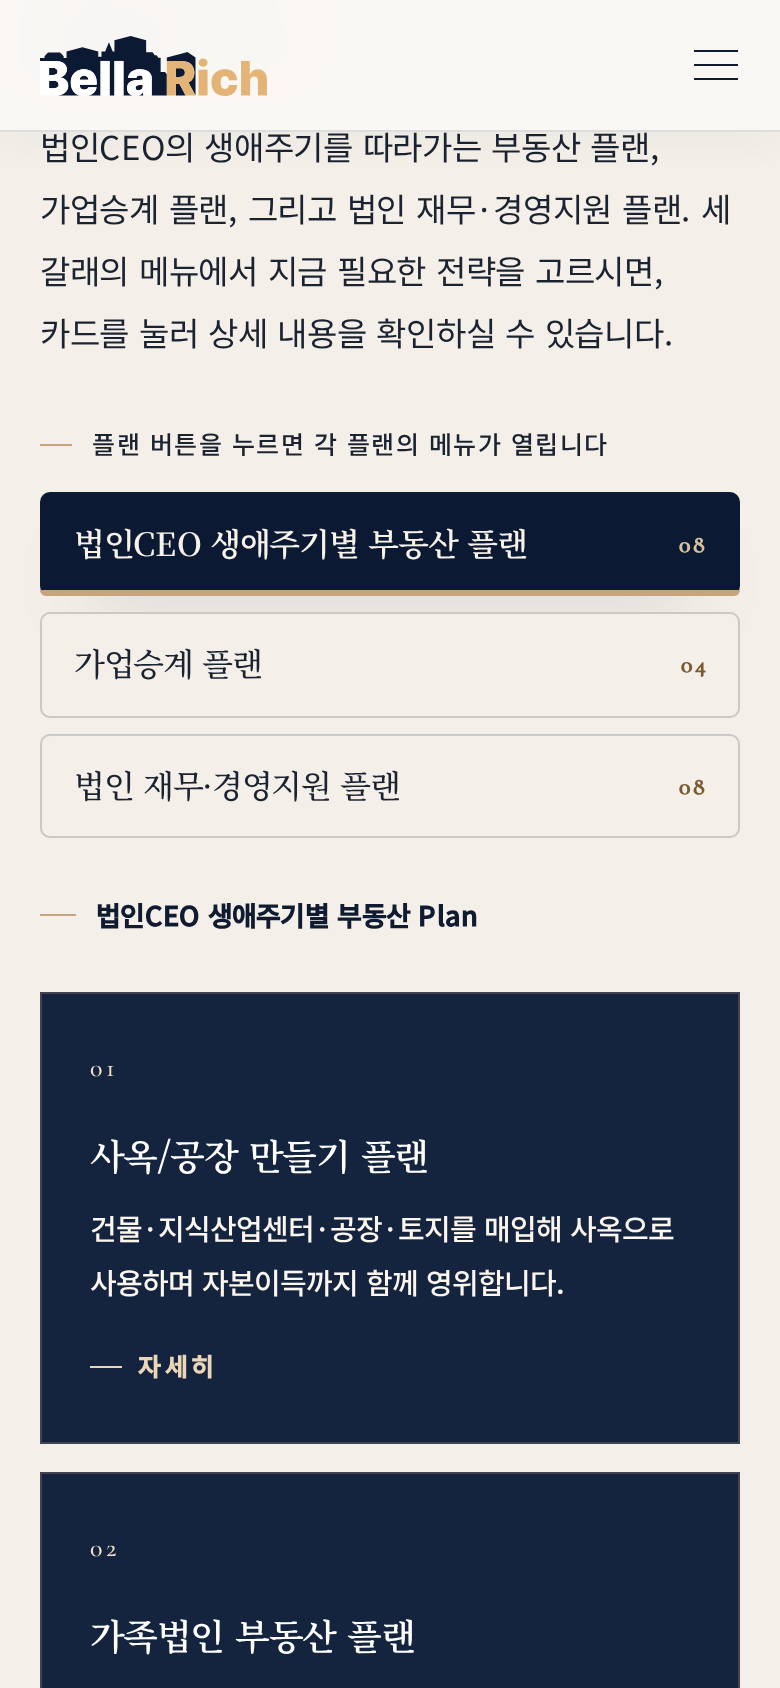 Bella Rich
법인CEO의 생애주기를 따라가는 부동산 플랜,
가업승계 플랜, 그리고 법인 재무·경영지원 플랜. 세
갈래의 메뉴에서 지금 필요한 전략을 고르시면,
카드를 눌러 상세 내용을 확인하실 수 있습니다.
플랜 버튼을 누르면 각 플랜의 메뉴가 열립니다
법인CEO 생애주기별 부동산 플랜 08
가업승계 플랜 04
법인 재무·경영지원 플랜 08
법인CEO 생애주기별 부동산 Plan
01
사옥/공장 만들기 플랜
건물·지식산업센터·공장·토지를 매입해 사옥으로
사용하며 자본이득까지 함께 영위합니다.
자세히
02
가족법인 부동산 플랜